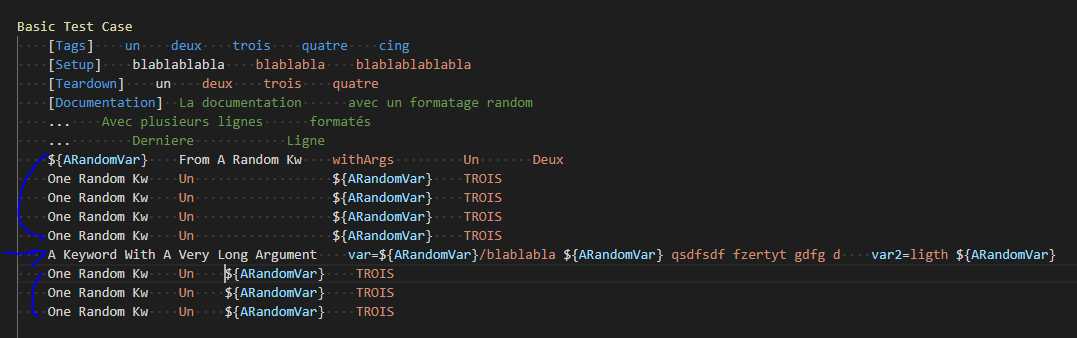 Basic Test Case
[Tags] un deux trois quatre cing
[Setup] blablablabla blablabla blablablablabla
[Teardown] un deux trois quatre
[Documentation] La documentation avec un formatage random
... Avec plusieurs lignes formatés
... Derniere Ligne
${ARandomVar} From A Random Kw withArgs Un Deux
One Random Kw Un ${ARandomVar} TROIS
One Random Kw Un ${ARandomVar} TROIS
One Random Kw Un ${ARandomVar} TROIS
One Random Kw Un ${ARandomVar} TROIS
A Keyword With A Very Long Argument var=${ARandomVar}/blablabla ${ARandomVar} qsdfsdf fzertyt gdfg d var2=ligth ${ARandomVar}
One Random Kw Un ${ARandomVar} TROIS
One Random Kw Un ${ARandomVar} TROIS
One Random Kw Un ${ARandomVar} TROIS